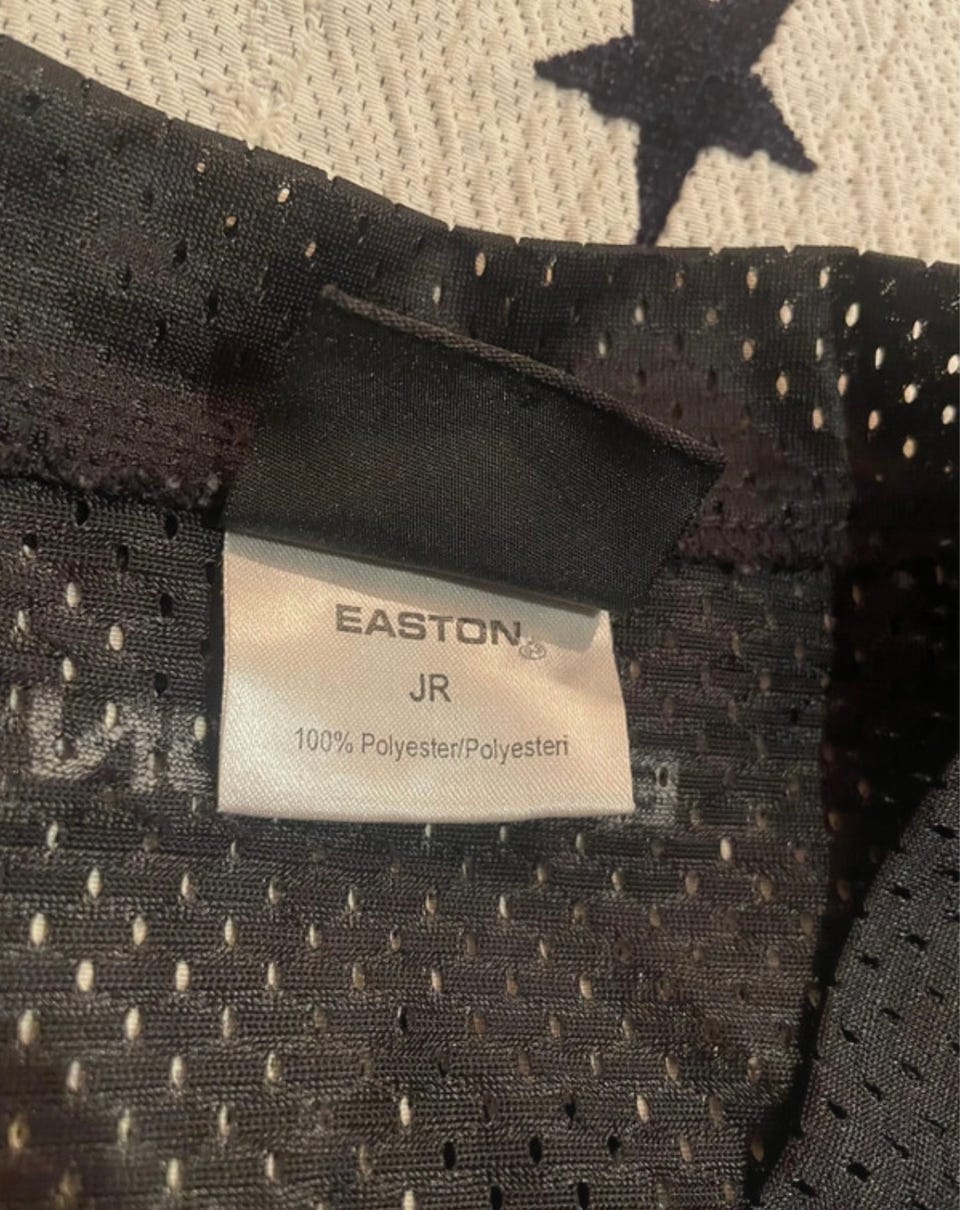 EASTON®
JR
100% Polyester/Polyesteri